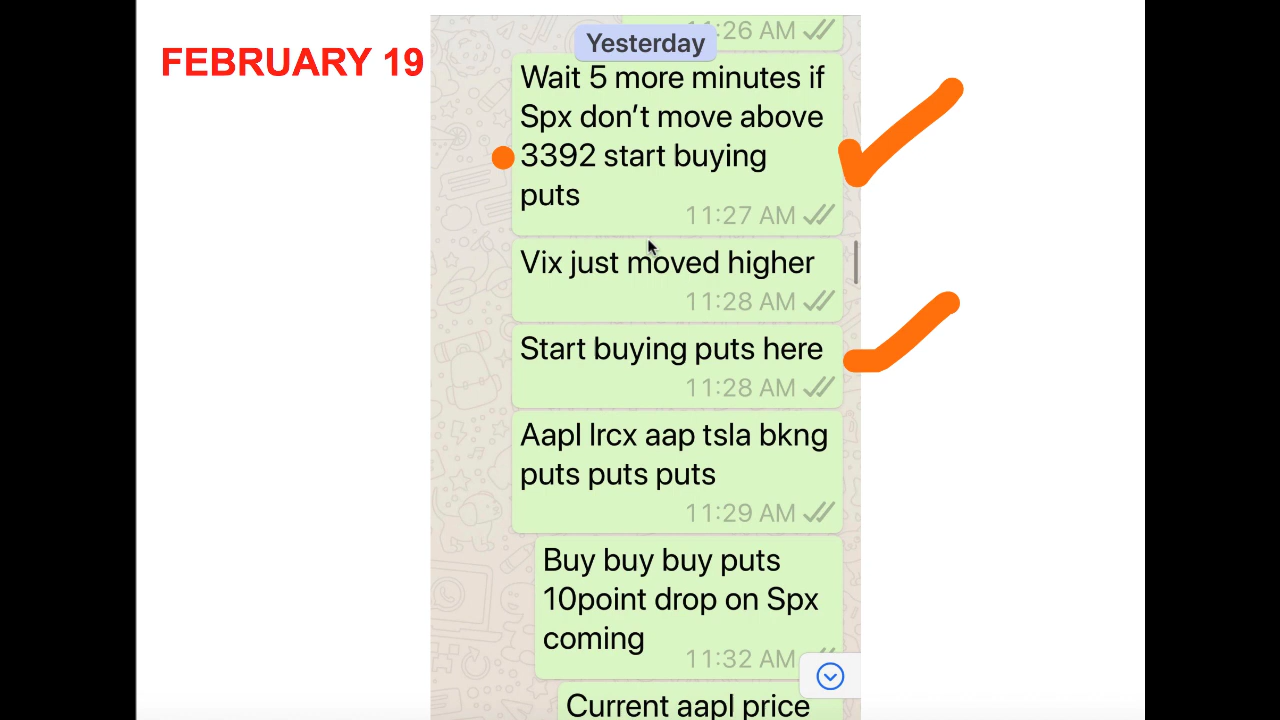 FEBRUARY 19
:26 AM
Yesterday
Wait 5 more minutes if
Spx don’t move above
3392 start buying
puts
11:27 AM
Vix just moved higher
11:28 AM
Start buying puts here
11:28 AM
Aapl lrcx aap tsla bkng
puts puts puts
11:29 AM
Buy buy buy puts
10point drop on Spx
coming
11:32 AM
Current aapl price